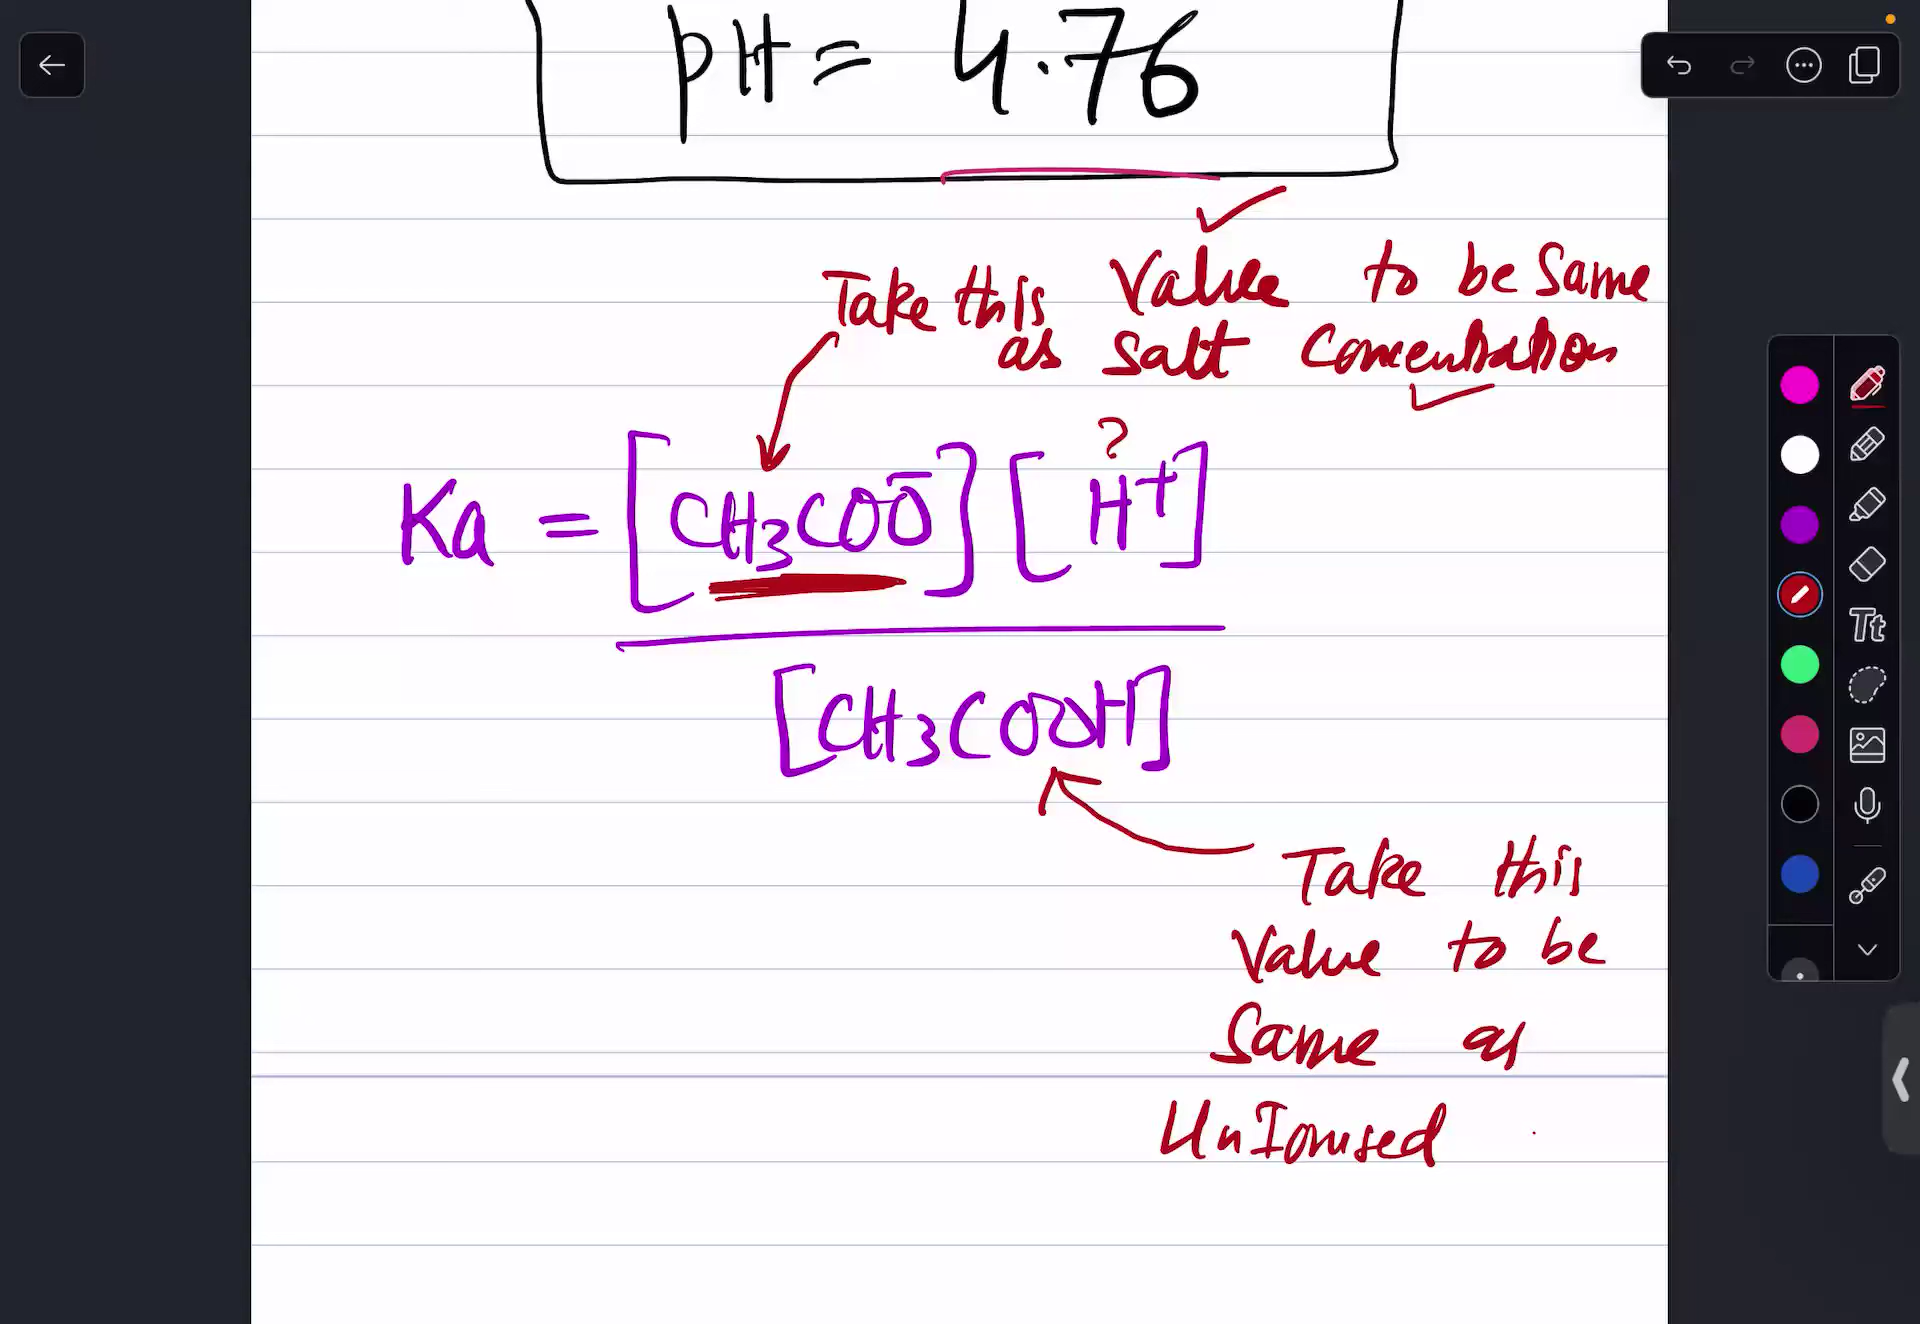 pH = 4.76
Take this Value to be Same
as Salt Concentration
?
Ka = [CH3COO⁻] [H⁺]
[CH3COOH]
Take this
Value to be
Same as
UnIonised
Tt